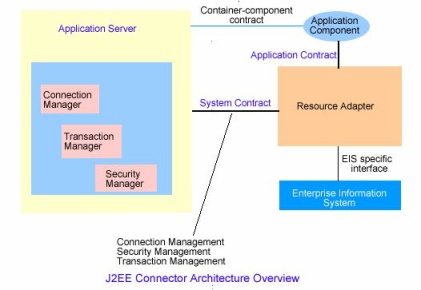 Container-component
contract
Application Server
Application
Component
Application Contract
Connection
Manager
System Contract
Resource Adapter
Transaction
Manager
Security
Manager
EIS specific
interface
Enterprise Information
System
Connection Management
Security Management
Transaction Management
J2EE Connector Architecture Overview